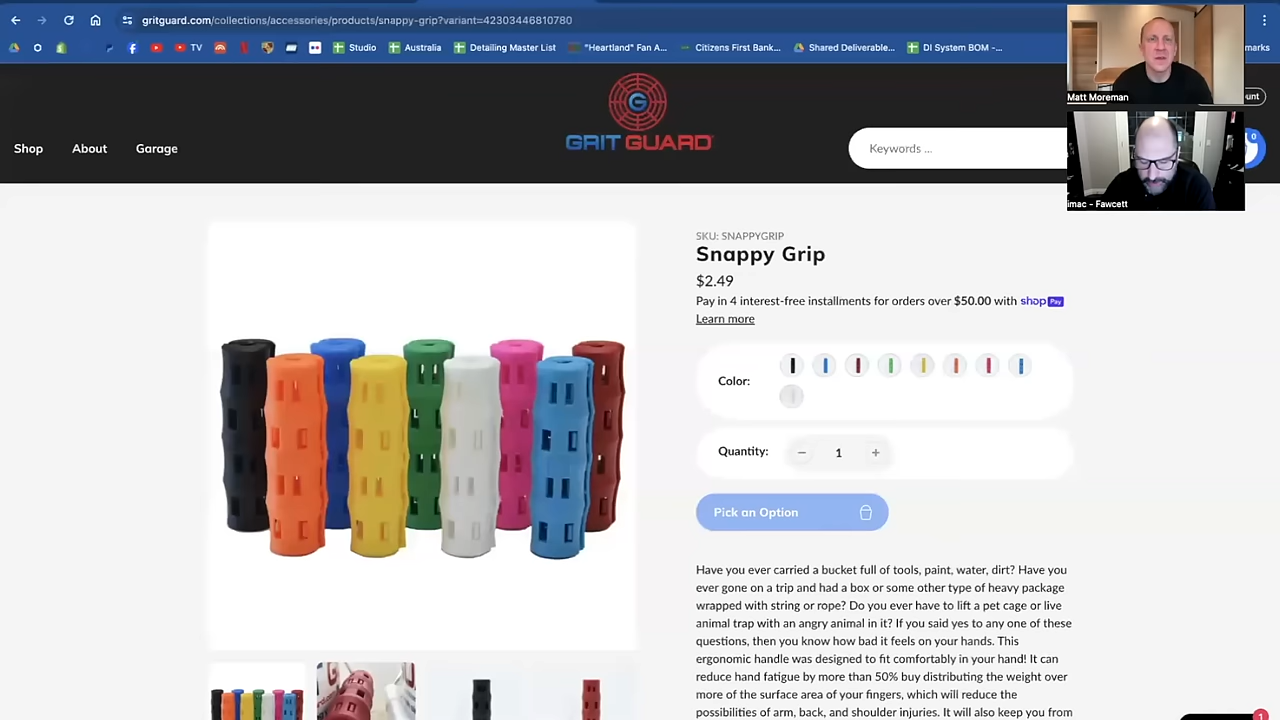 gritguard.com/collections/accessories/products/snappy-grip?variant=42303446810780
TV
Studio
Australia
Detailing Master List
"Heartland" Fan A...
Citizens First Bank...
Shared Deliverable...
DI System BOM -...
marks
Matt Moreman
imac - Fawcett
ount
0
G
GRIT GUARD
Shop
About
Garage
Keywords ...
SKU: SNAPPYGRIP
Snappy Grip
$2.49
Pay in 4 interest-free installments for orders over $50.00 with shop Pay
Learn more
Color:
Quantity:
− 1 +
Pick an Option
Have you ever carried a bucket full of tools, paint, water, dirt? Have you
ever gone on a trip and had a box or some other type of heavy package
wrapped with string or rope? Do you ever have to lift a pet cage or live
animal trap with an angry animal in it? If you said yes to any one of these
questions, then you know how bad it feels on your hands. This
ergonomic handle was designed to fit comfortably in your hand! It can
reduce hand fatigue by more than 50% buy distributing the weight over
more of the surface area of your fingers, which will reduce the
possibilities of arm, back, and shoulder injuries. It will also keep you from
1